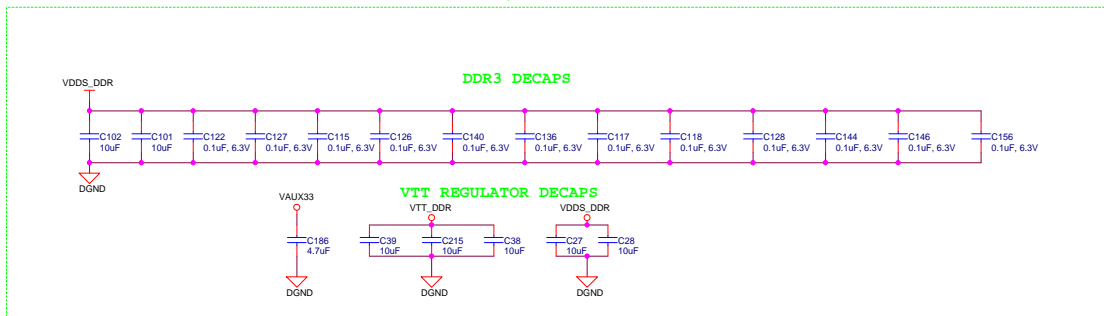 DDR3 DECAPS
VDDS_DDR
C102
10uF
C101
10uF
C122
0.1uF, 6.3V
C127
0.1uF, 6.3V
C115
0.1uF, 6.3V
C126
0.1uF, 6.3V
C140
0.1uF, 6.3V
C136
0.1uF, 6.3V
C117
0.1uF, 6.3V
C118
0.1uF, 6.3V
C128
0.1uF, 6.3V
C144
0.1uF, 6.3V
C146
0.1uF, 6.3V
C156
0.1uF, 6.3V
DGND
VTT REGULATOR DECAPS
VAUX33
C186
4.7uF
DGND
VTT_DDR
C39
10uF
C215
10uF
C38
10uF
DGND
VDDS_DDR
C27
10uF
C28
10uF
DGND